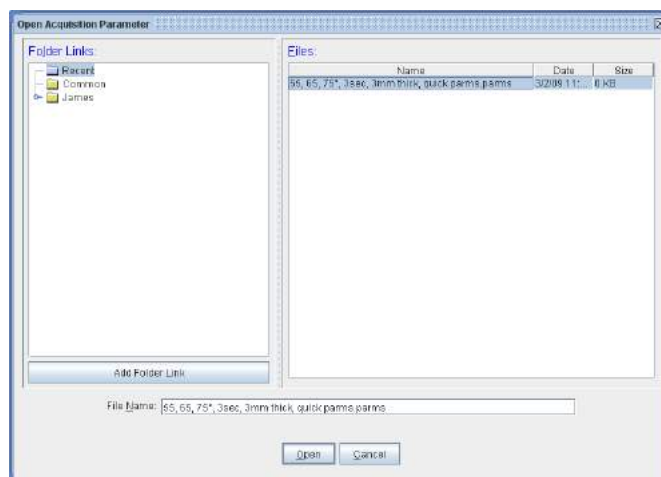 Open Acquisition Parameter
Folder Links:
Recent
Common
James
Add Folder Link
Files:
Name Date Size
55, 65, 75°, 3sec, 3mm thick, quick parms.parms 3/2/09 11:... 0 KB
File Name: 55, 65, 75°, 3sec, 3mm thick, quick parms.parms
Open Cancel